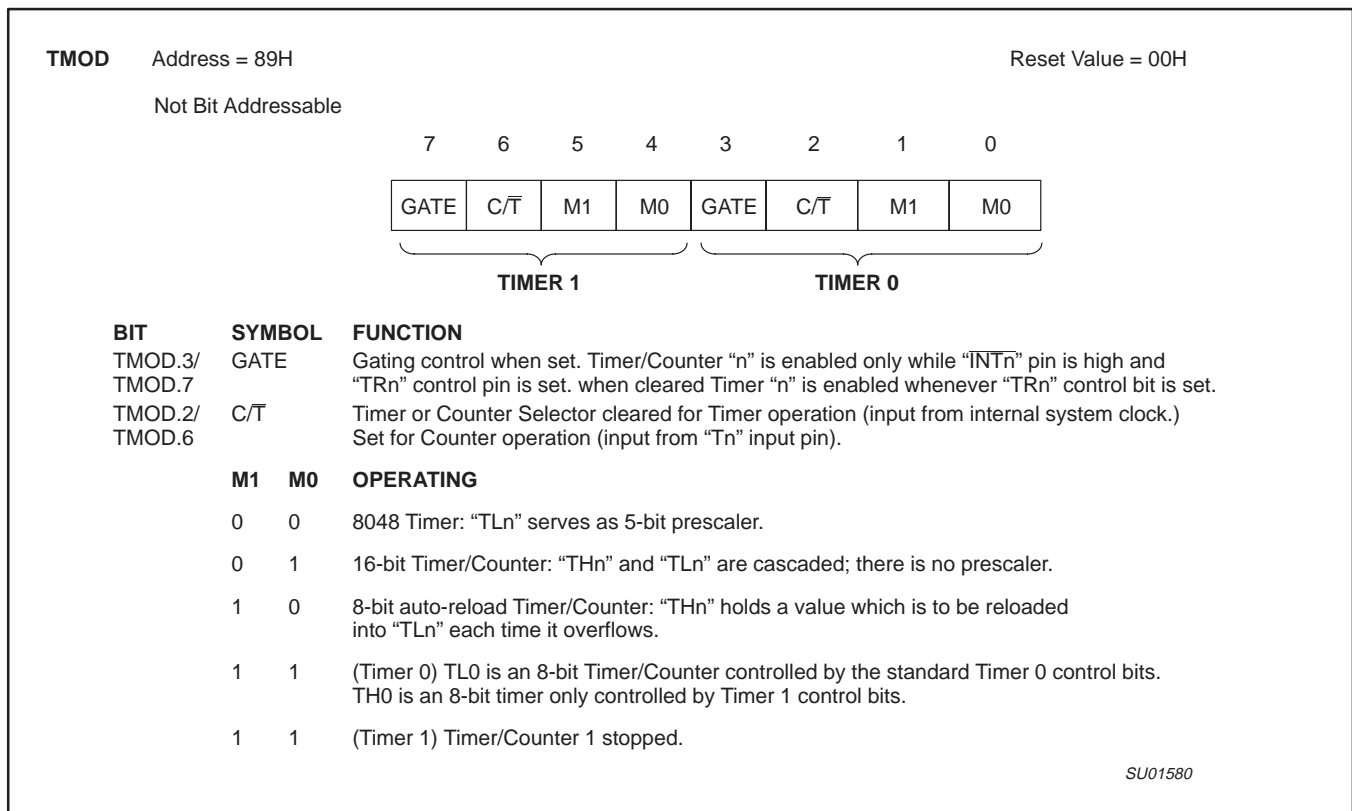 TMOD Address = 89H Reset Value = 00H
Not Bit Addressable
7 6 5 4 3 2 1 0
GATE C/T̅ M1 M0 GATE C/T̅ M1 M0
TIMER 1 TIMER 0
BIT SYMBOL FUNCTION
TMOD.3/ GATE Gating control when set. Timer/Counter “n” is enabled only while “I̅N̅T̅n̅” pin is high and
TMOD.7 “TRn” control pin is set. when cleared Timer “n” is enabled whenever “TRn” control bit is set.
TMOD.2/ C/T̅ Timer or Counter Selector cleared for Timer operation (input from internal system clock.)
TMOD.6 Set for Counter operation (input from “Tn” input pin).
M1 M0 OPERATING
0 0 8048 Timer: “TLn” serves as 5-bit prescaler.
0 1 16-bit Timer/Counter: “THn” and “TLn” are cascaded; there is no prescaler.
1 0 8-bit auto-reload Timer/Counter: “THn” holds a value which is to be reloaded
into “TLn” each time it overflows.
1 1 (Timer 0) TL0 is an 8-bit Timer/Counter controlled by the standard Timer 0 control bits.
TH0 is an 8-bit timer only controlled by Timer 1 control bits.
1 1 (Timer 1) Timer/Counter 1 stopped.
SU01580